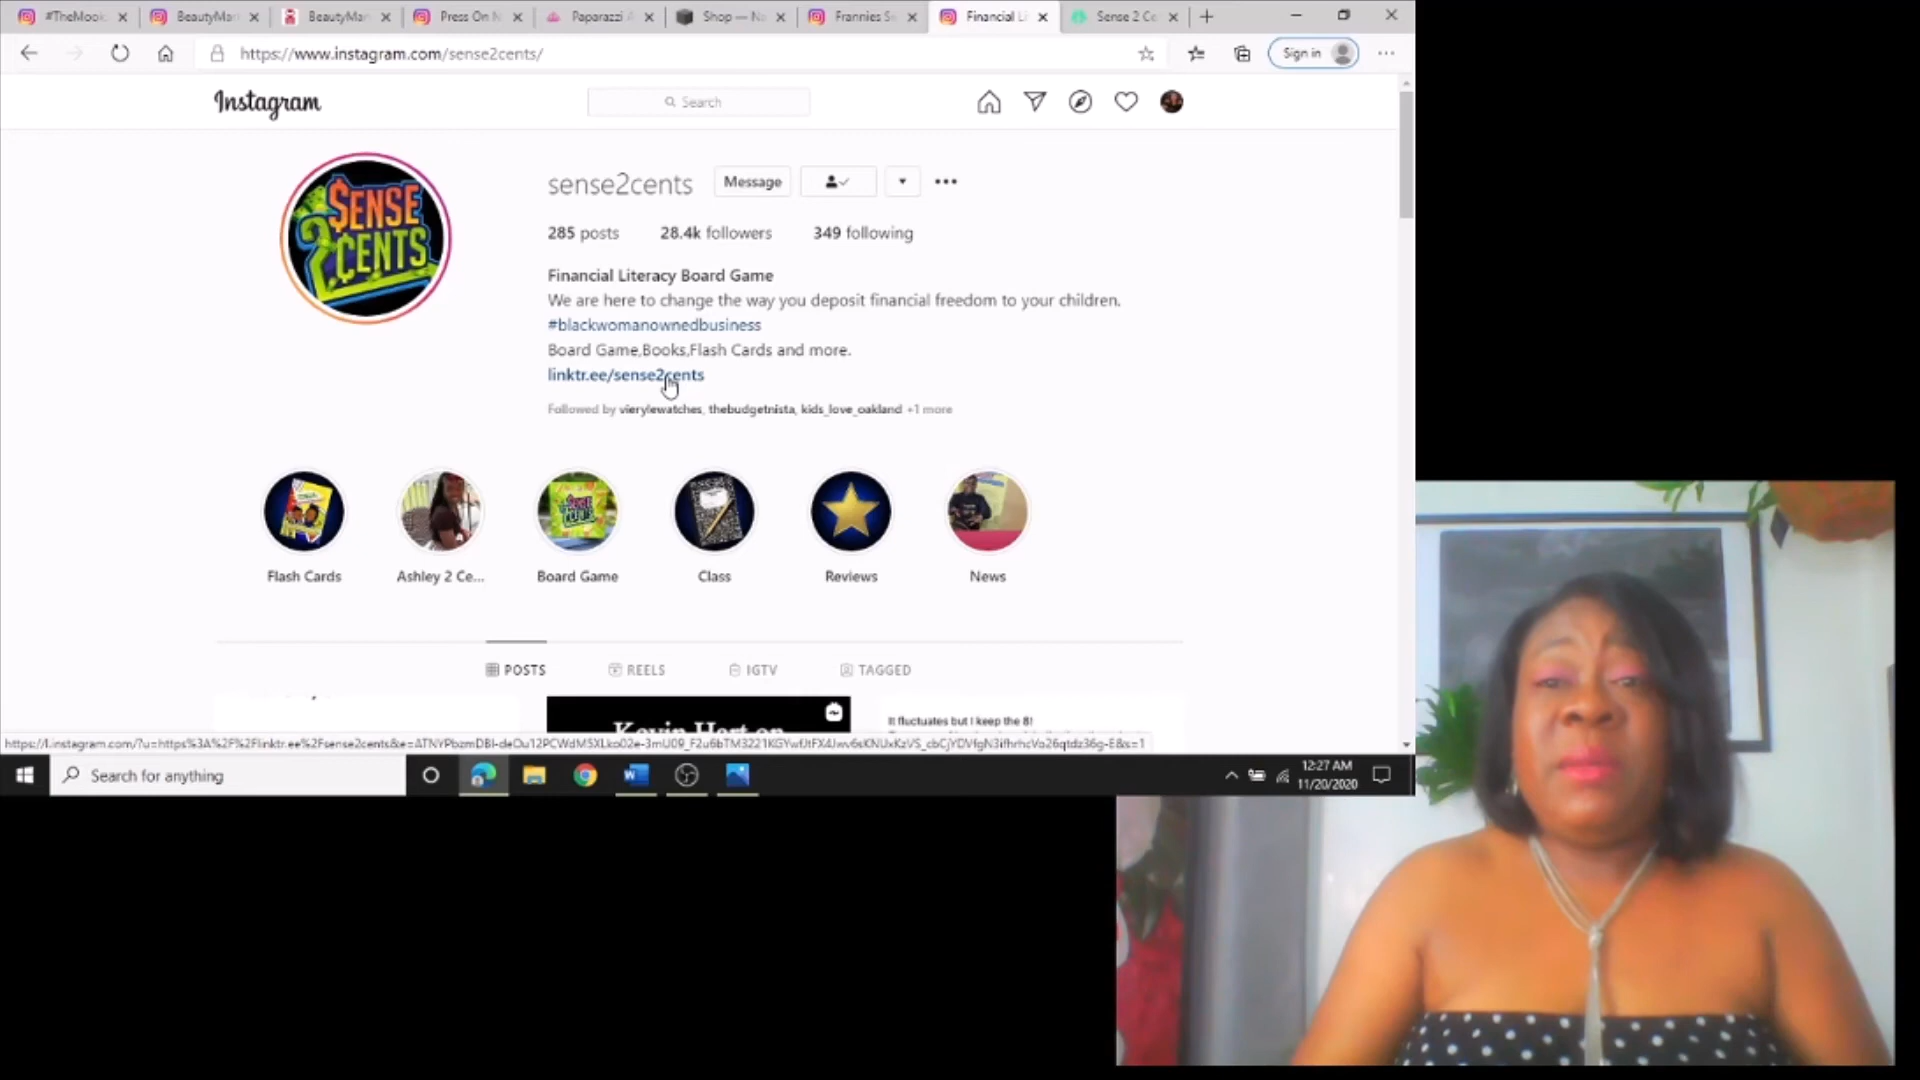 #TheMook
BeautyMar
BeautyMar
Press On N
Paparazzi
Shop — N
Frannies S
Financial Li
Sense 2 Ce
https://www.instagram.com/sense2cents/
Sign in
Instagram
Search
$ENSE
2 CENTS
sense2cents
Message
285 posts 28.4k followers 349 following
Financial Literacy Board Game
We are here to change the way you deposit financial freedom to your children.
#blackwomanownedbusiness
Board Game,Books,Flash Cards and more.
linktr.ee/sense2cents
Followed by vierylewatches, thebudgetnista, kids_love_oakland +1 more
Flash Cards
Ashley 2 Ce...
Board Game
Class
Reviews
News
POSTS
REELS
IGTV
TAGGED
Kevin Hart on
It fluctuates but I keep the 8!
Search for anything
12:27 AM
11/20/2020